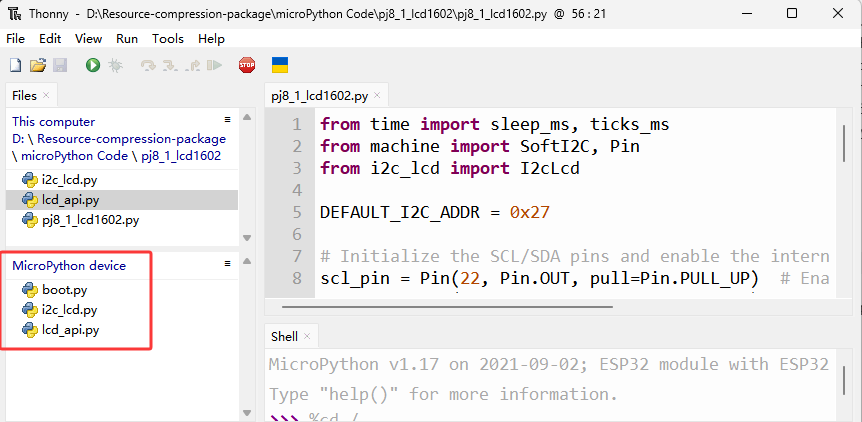 Thonny - D:\Resource-compression-package\microPython Code\pj8_1_lcd1602\pj8_1_lcd1602.py @ 56 : 21
File Edit View Run Tools Help
STOP
Files
This computer
D: \ Resource-compression-package
\ microPython Code \ pj8_1_lcd1602
i2c_lcd.py
lcd_api.py
pj8_1_lcd1602.py
MicroPython device
boot.py
i2c_lcd.py
lcd_api.py
pj8_1_lcd1602.py
1 from time import sleep_ms, ticks_ms
2 from machine import SoftI2C, Pin
3 from i2c_lcd import I2cLcd
4
5 DEFAULT_I2C_ADDR = 0x27
6
7 # Initialize the SCL/SDA pins and enable the intern
8 scl_pin = Pin(22, Pin.OUT, pull=Pin.PULL_UP) # Ena
Shell
MicroPython v1.17 on 2021-09-02; ESP32 module with ESP32
Type "help()" for more information.
>>> %cd /